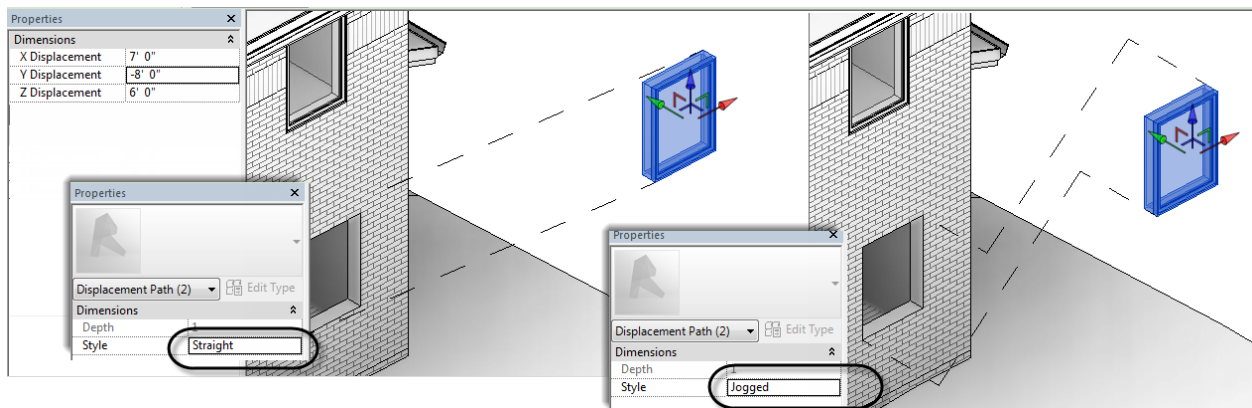 Properties X
Dimensions
X Displacement 7' 0"
Y Displacement -8' 0"
Z Displacement 6' 0"
Properties X
Displacement Path (2) Edit Type
Dimensions
Depth 1
Style Straight
Properties X
Displacement Path (2) Edit Type
Dimensions
Depth 1
Style Jogged